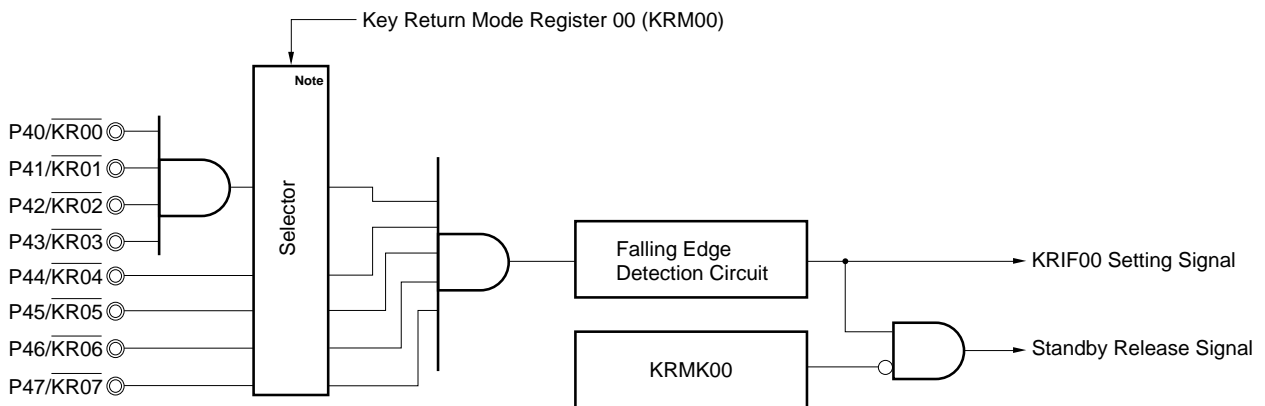 Key Return Mode Register 00 (KRM00)
Note
P40/KR00
P41/KR01
P42/KR02
P43/KR03
P44/KR04
P45/KR05
P46/KR06
P47/KR07
Selector
Falling Edge
Detection Circuit
KRMK00
KRIF00 Setting Signal
Standby Release Signal